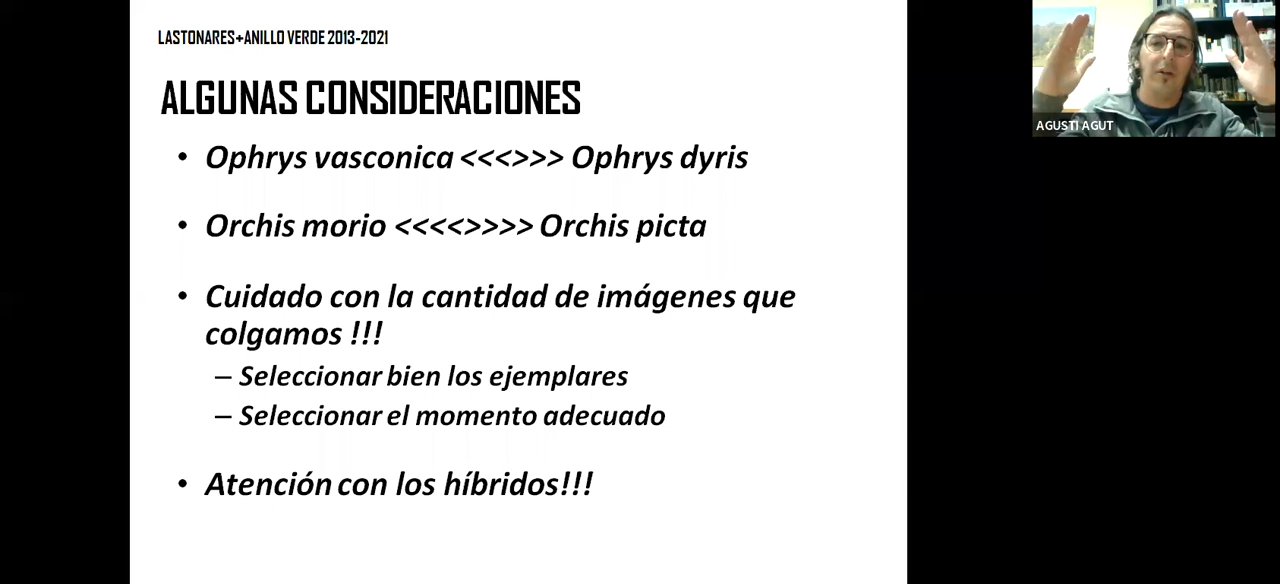 LASTONARES+ANILLO VERDE 2013-2021
ALGUNAS CONSIDERACIONES
• Ophrys vasconica <<<>>> Ophrys dyris
• Orchis morio <<<<>>>> Orchis picta
• Cuidado con la cantidad de imágenes que
colgamos !!!
– Seleccionar bien los ejemplares
– Seleccionar el momento adecuado
• Atención con los híbridos!!!
AGUSTI AGUT